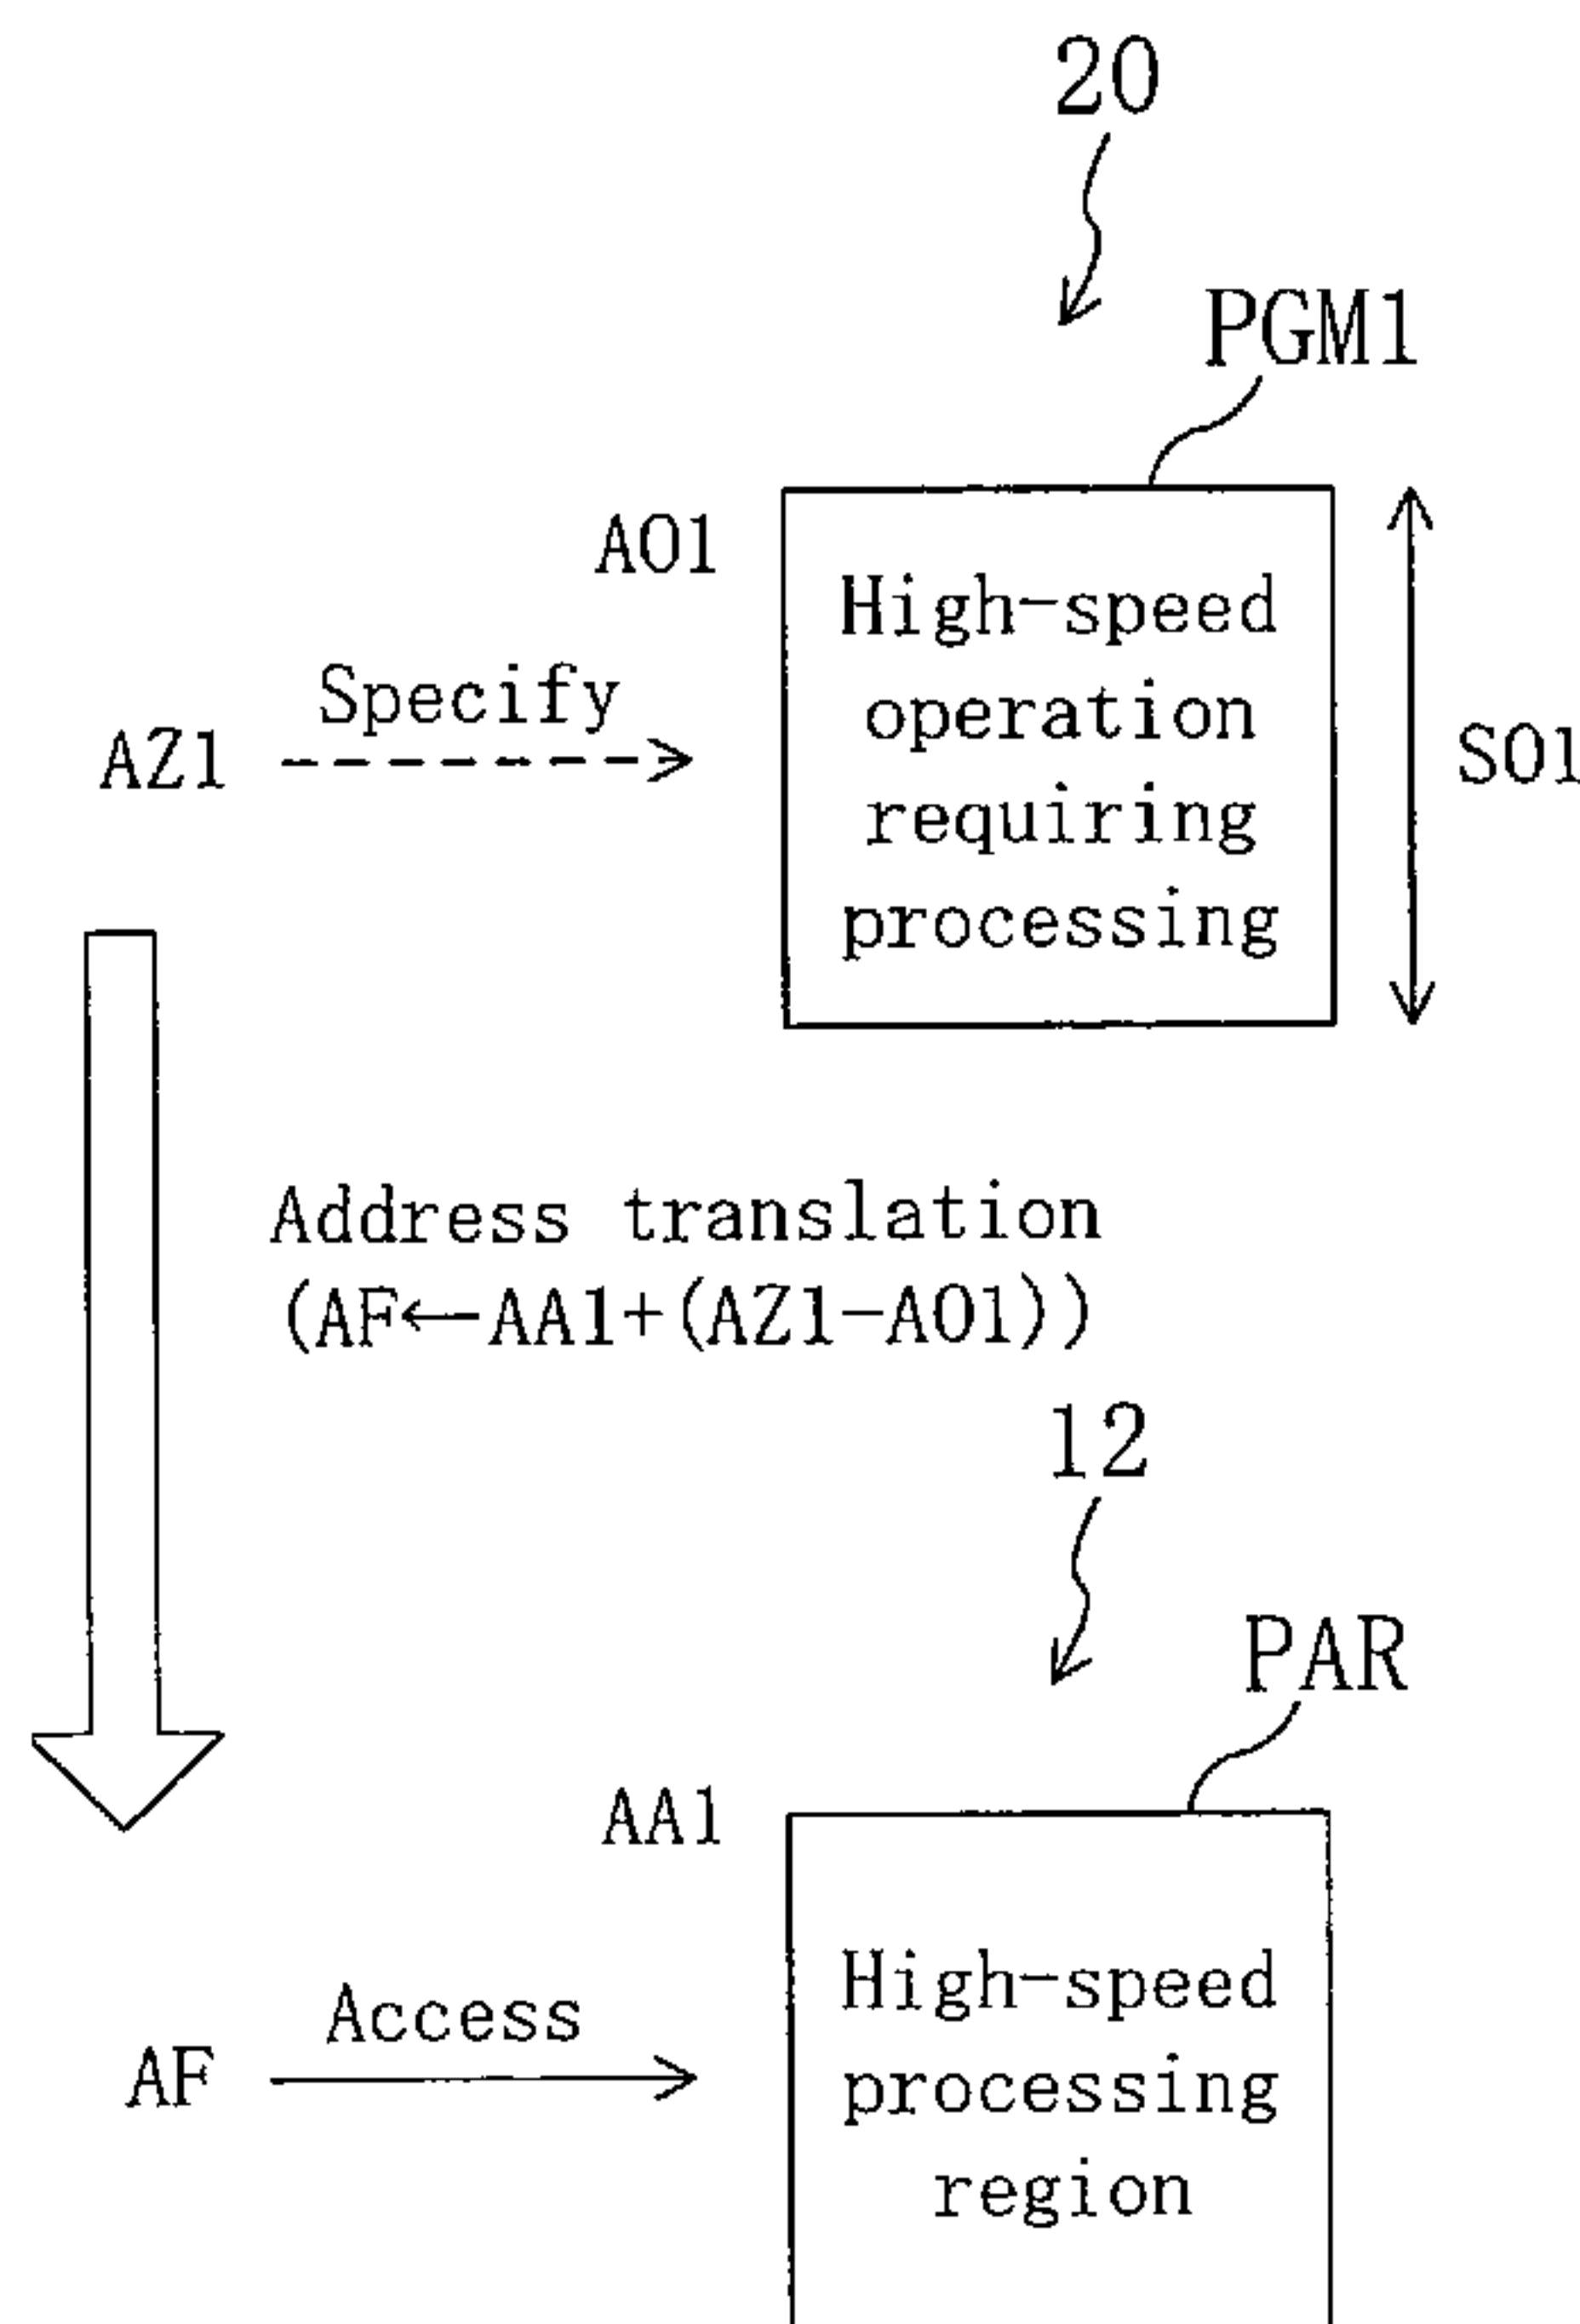 20
PGM1
AO1
High-speed
operation
requiring
processing
Specify
AZ1
SO1
Address translation
(AF←AA1+(AZ1-AO1))
12
PAR
AA1
High-speed
processing
region
Access
AF